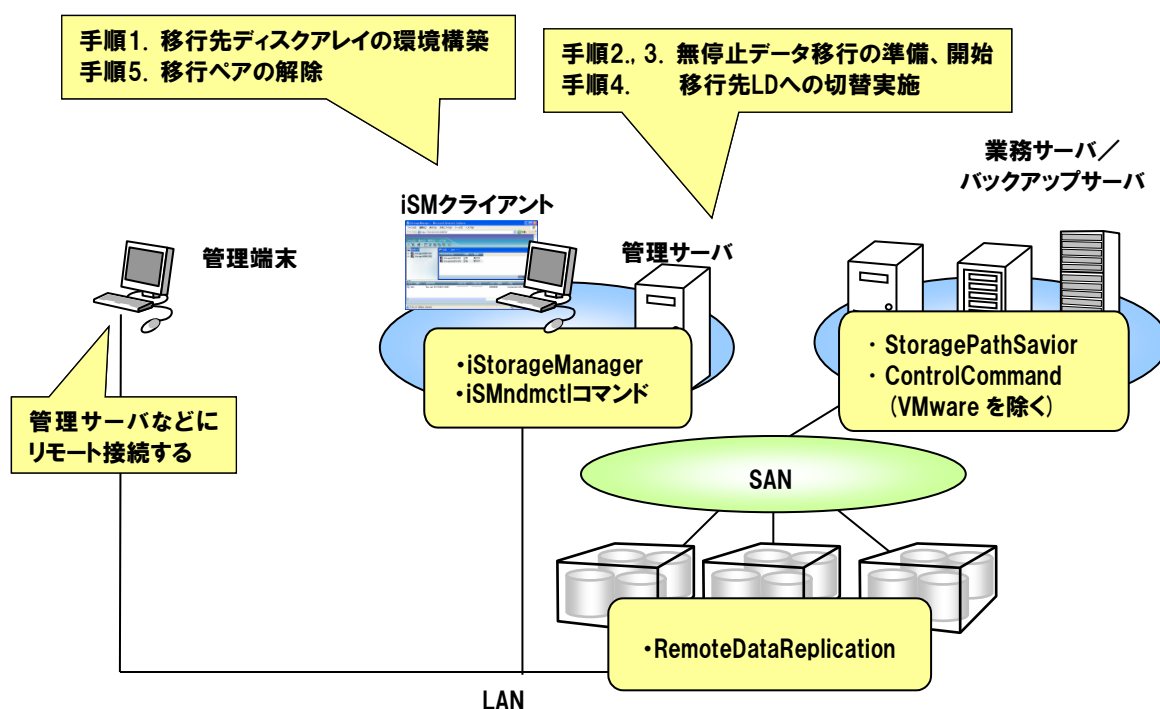 手順1. 移行先ディスクアレイの環境構築
手順5. 移行ペアの解除
手順2., 3. 無停止データ移行の準備、開始
手順4. 移行先LDへの切替実施
業務サーバ/
バックアップサーバ
iSMクライアント
管理端末
管理サーバ
・iStorageManager
・iSMndmctlコマンド
・ StoragePathSavior
・ ControlCommand
(VMware を除く)
管理サーバなどに
リモート接続する
SAN
・RemoteDataReplication
LAN